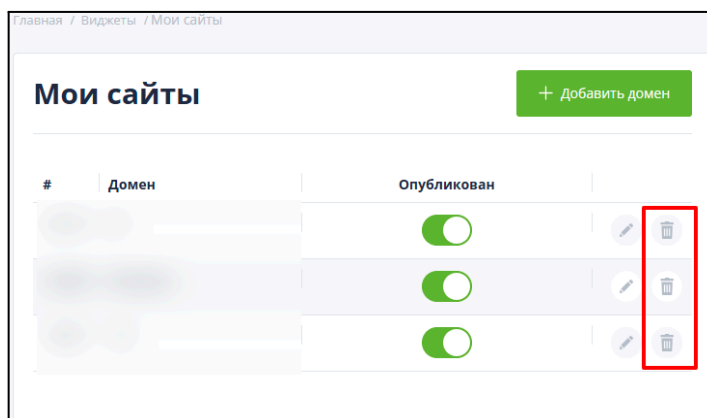 Главная / Виджеты / Мои сайты
Мои сайты
+ Добавить домен
# Домен Опубликован